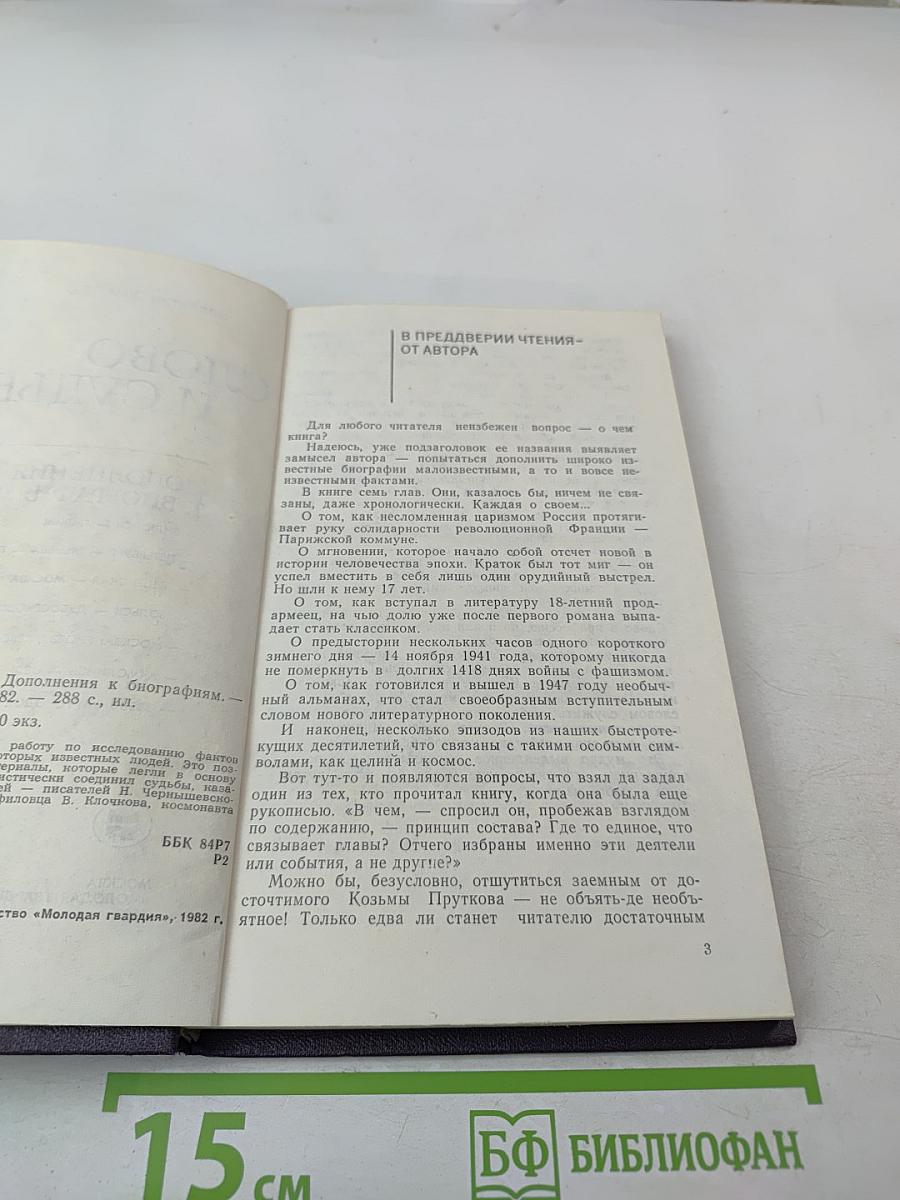 Дополнения к биографиям. —
82. — 288 с., ил.
0 экз.
работу по исследованию фактов
которых известных людей. Это поз-
териалы, которые легли в основу
истически соединил судьбы, каза-
ей — писателей Н. Чернышевско-
филовца В. Клочкова, космонавта
ББК 84Р7
Р2
ство «Молодая гвардия», 1982 г.
В ПРЕДДВЕРИИ ЧТЕНИЯ–
ОТ АВТОРА
Для любого читателя неизбежен вопрос — о чем
книга?
Надеюсь, уже подзаголовок ее названия выявляет
замысел автора — попытаться дополнить широко из-
вестные биографии малоизвестными, а то и вовсе не-
известными фактами.
В книге семь глав. Они, казалось бы, ничем не свя-
заны, даже хронологически. Каждая о своем...
О том, как несломленная царизмом Россия протяги-
вает руку солидарности революционной Франции —
Парижской коммуне.
О мгновении, которое начало собой отсчет новой в
истории человечества эпохи. Краток был тот миг — он
успел вместить в себя лишь один орудийный выстрел.
Но шли к нему 17 лет.
О том, как вступал в литературу 18-летний прод-
армеец, на чью долю уже после первого романа выпа-
дает стать классиком.
О предыстории нескольких часов одного короткого
зимнего дня — 14 ноября 1941 года, которому никогда
не померкнуть в долгих 1418 днях войны с фашизмом.
О том, как готовился и вышел в 1947 году необыч-
ный альманах, что стал своеобразным вступительным
словом нового литературного поколения.
И наконец, несколько эпизодов из наших быстроте-
кущих десятилетий, что связаны с такими особыми сим-
волами, как целина и космос.
Вот тут-то и появляются вопросы, что взял да задал
один из тех, кто прочитал книгу, когда она была еще
рукописью. «В чем, — спросил он, пробежав взглядом
по содержанию, — принцип состава? Где то единое, что
связывает главы? Отчего избраны именно эти деятели
или события, а не другие?»
Можно бы, безусловно, отшутиться заемным от до-
сточтимого Козьмы Пруткова — не объять-де необъ-
ятное! Только едва ли станет читателю достаточным
3
15 см
БФ БИБЛИОФАН